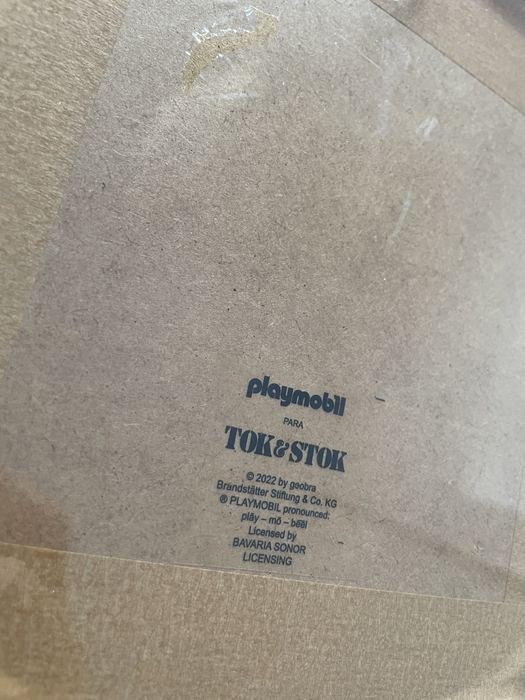 playmobil
PARA
TOK&STOK
© 2022 by geobra
Brandstätter Stiftung & Co. KG
® PLAYMOBIL pronounced:
plāy – mō – bēēl
Licensed by
BAVARIA SONOR
LICENSING